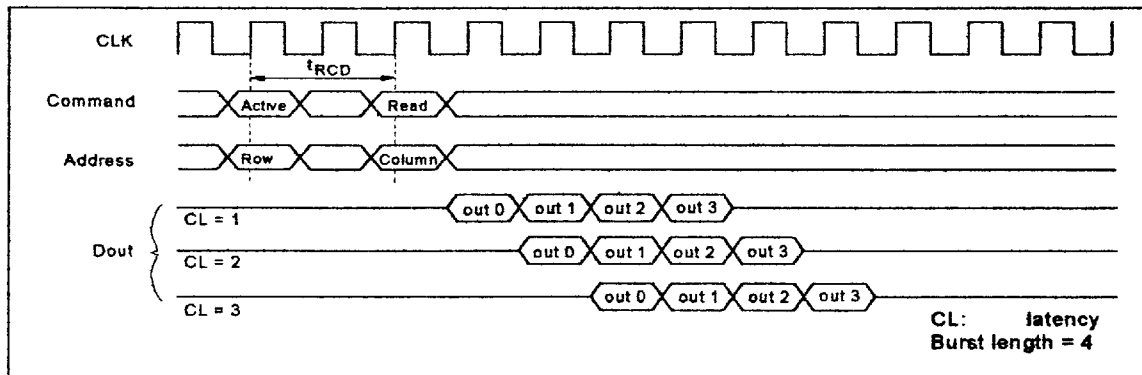 CLK
tRCD
Command Active Read
Address Row Column
CL = 1 out 0 out 1 out 2 out 3
Dout
CL = 2 out 0 out 1 out 2 out 3
CL = 3 out 0 out 1 out 2 out 3
CL: latency
Burst length = 4